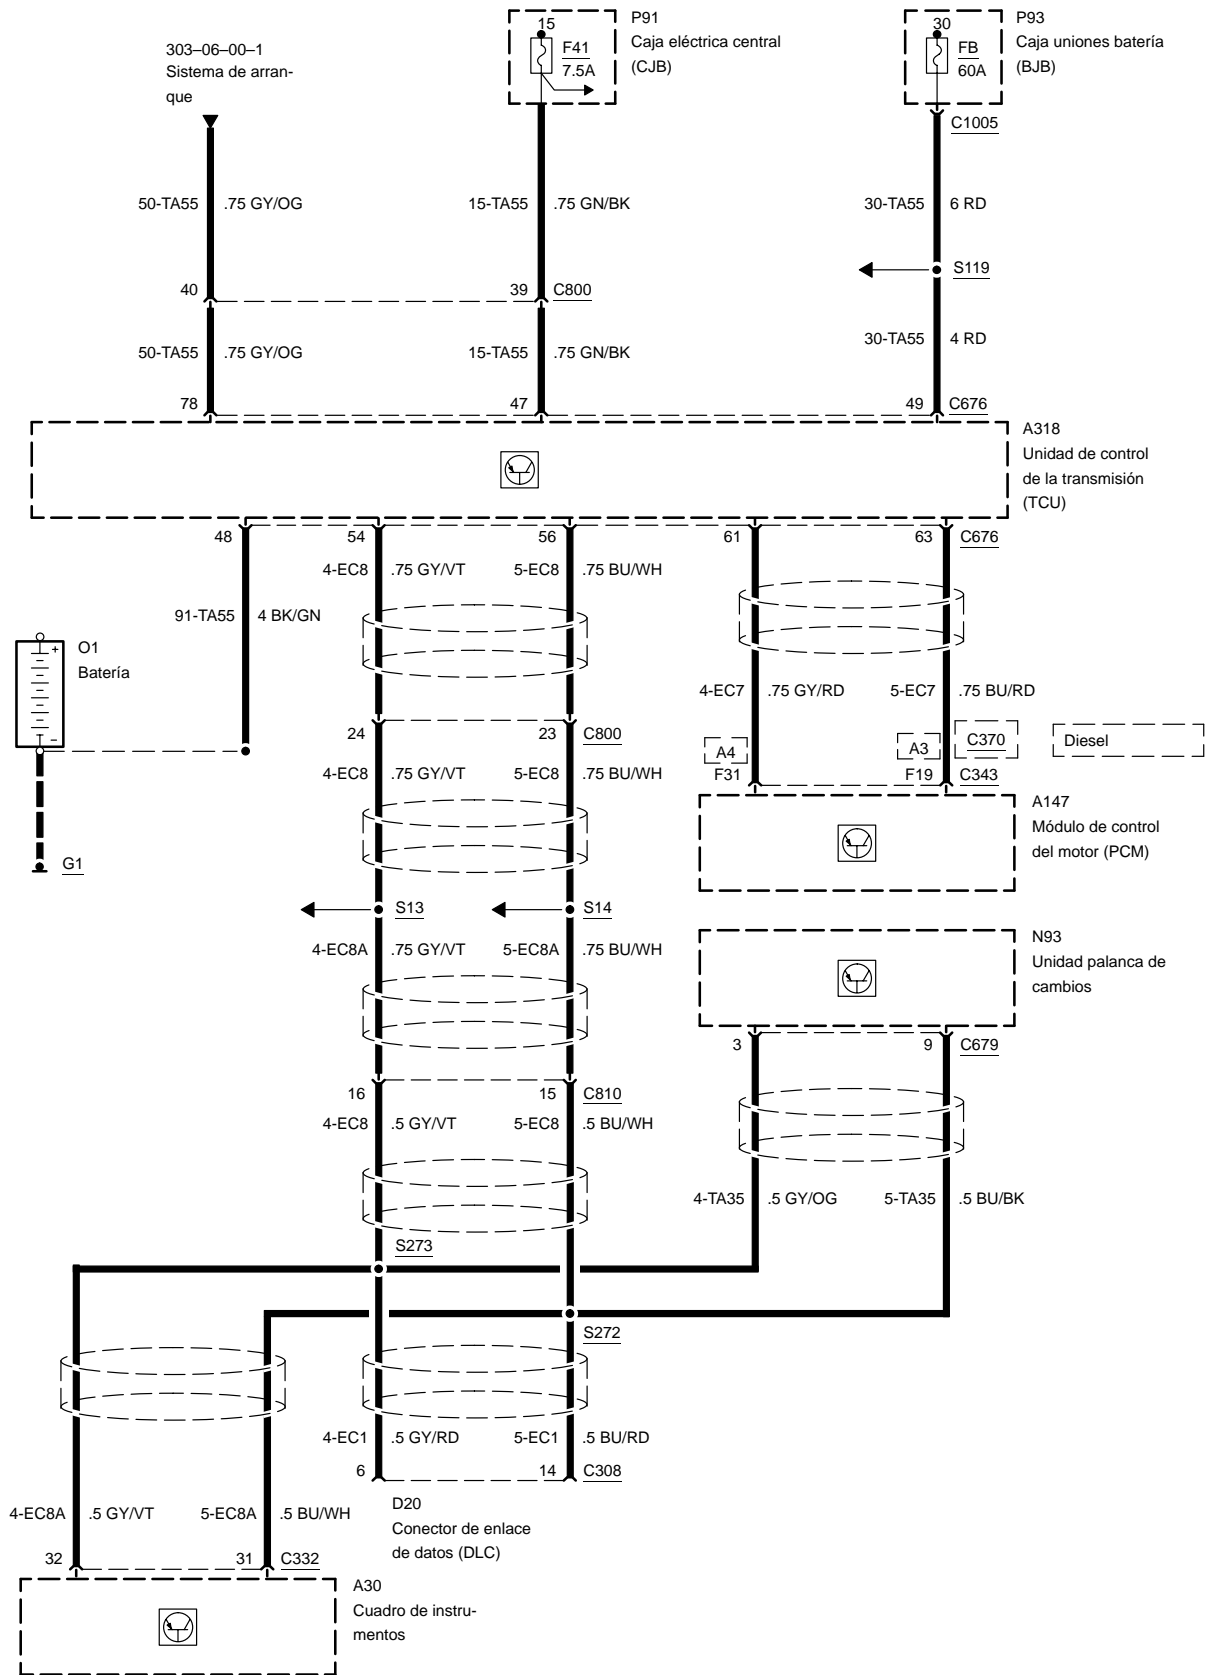 303–06–00–1
Sistema de arran-
que
15
F41
7.5A
P91
Caja eléctrica central
(CJB)
30
FB
60A
P93
Caja uniones batería
(BJB)
C1005
50-TA55 .75 GY/OG
15-TA55 .75 GN/BK
30-TA55 6 RD
S119
40
39 C800
50-TA55 .75 GY/OG
15-TA55 .75 GN/BK
30-TA55 4 RD
78
47
49 C676
A318
Unidad de control
de la transmisión
(TCU)
48
54
56
61
63 C676
4-EC8 .75 GY/VT
5-EC8 .75 BU/WH
91-TA55 4 BK/GN
+
–
O1
Batería
4-EC7 .75 GY/RD
5-EC7 .75 BU/RD
24
23 C800
4-EC8 .75 GY/VT
5-EC8 .75 BU/WH
A4
A3
C370
Diesel
F31
F19 C343
A147
Módulo de control
del motor (PCM)
G1
S13
S14
4-EC8A .75 GY/VT
5-EC8A .75 BU/WH
N93
Unidad palanca de
cambios
3
9 C679
16
15 C810
4-EC8 .5 GY/VT
5-EC8 .5 BU/WH
4-TA35 .5 GY/OG
5-TA35 .5 BU/BK
S273
S272
4-EC1 .5 GY/RD
5-EC1 .5 BU/RD
6
14 C308
D20
Conector de enlace
de datos (DLC)
4-EC8A .5 GY/VT
5-EC8A .5 BU/WH
32
31 C332
A30
Cuadro de instru-
mentos